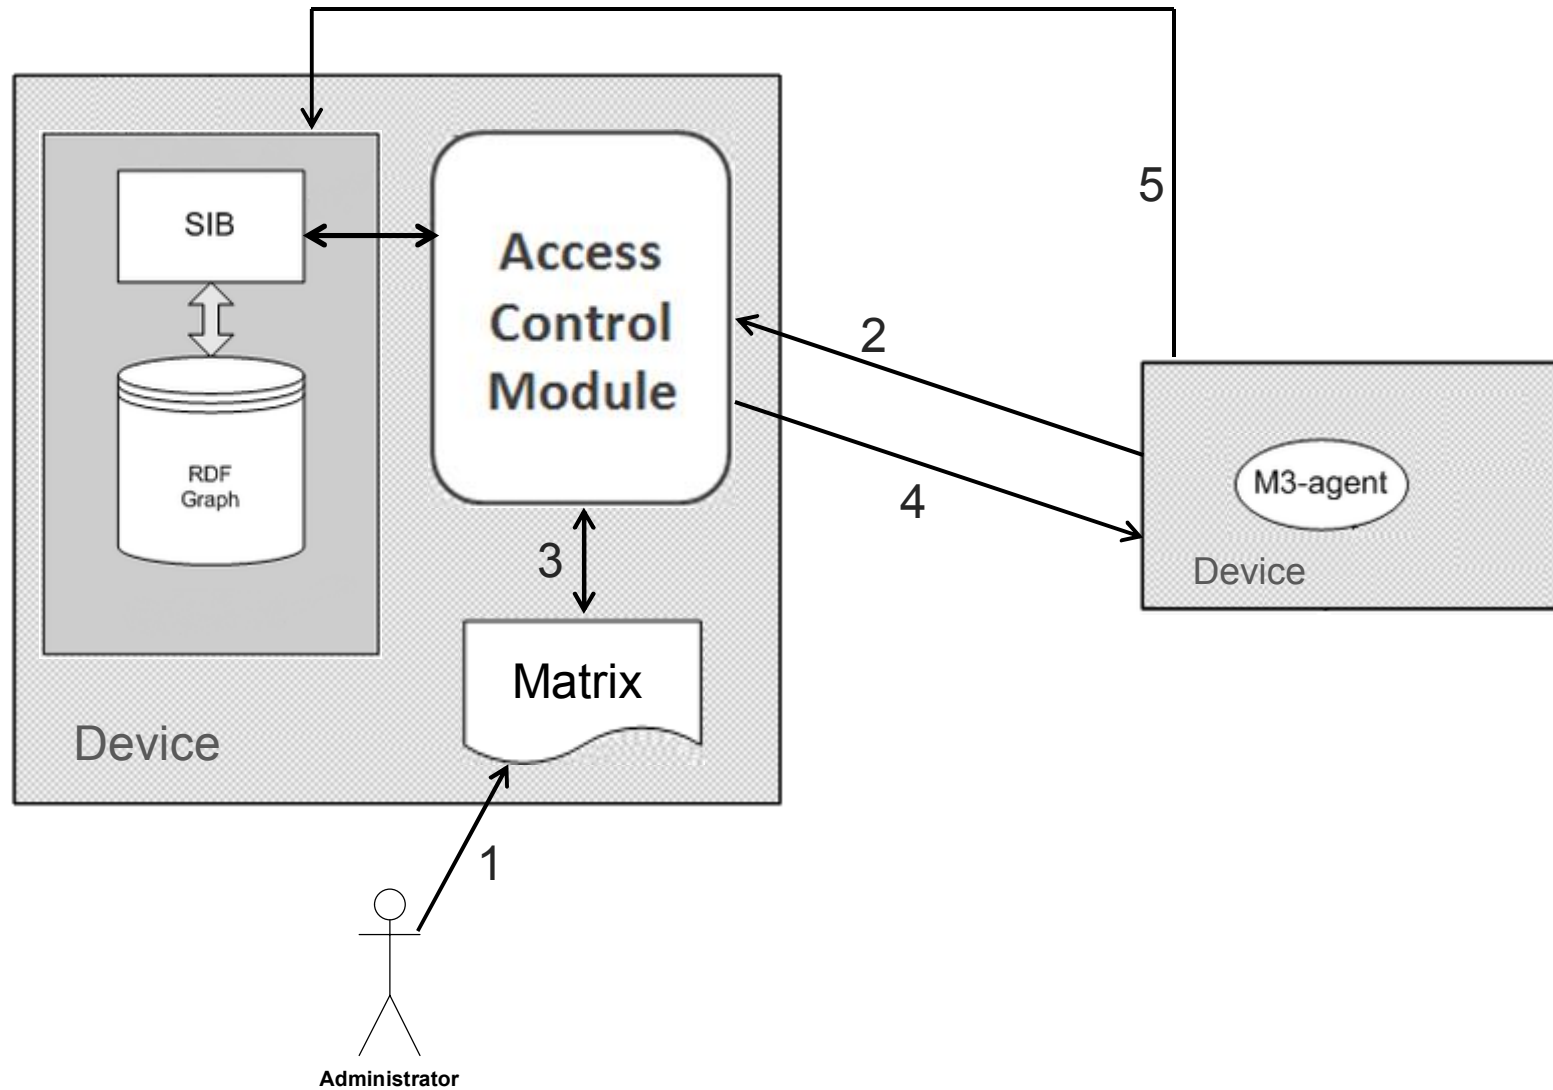 5
SIB
Access
Control
Module
2
RDF
Graph
4
M3-agent
Device
3
Matrix
Device
1
Administrator